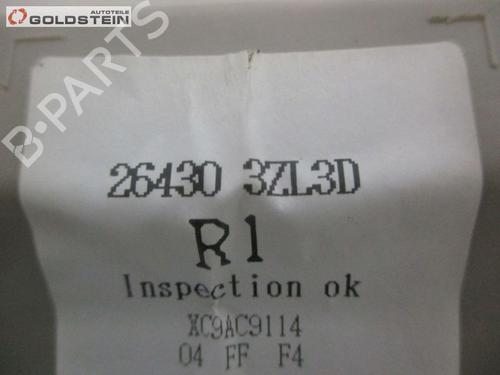 AUTOTEILE
GOLDSTEIN
B-PARTS
26430 3ZL3D
R1
Inspection ok
XC9AC9114
04 FF F4